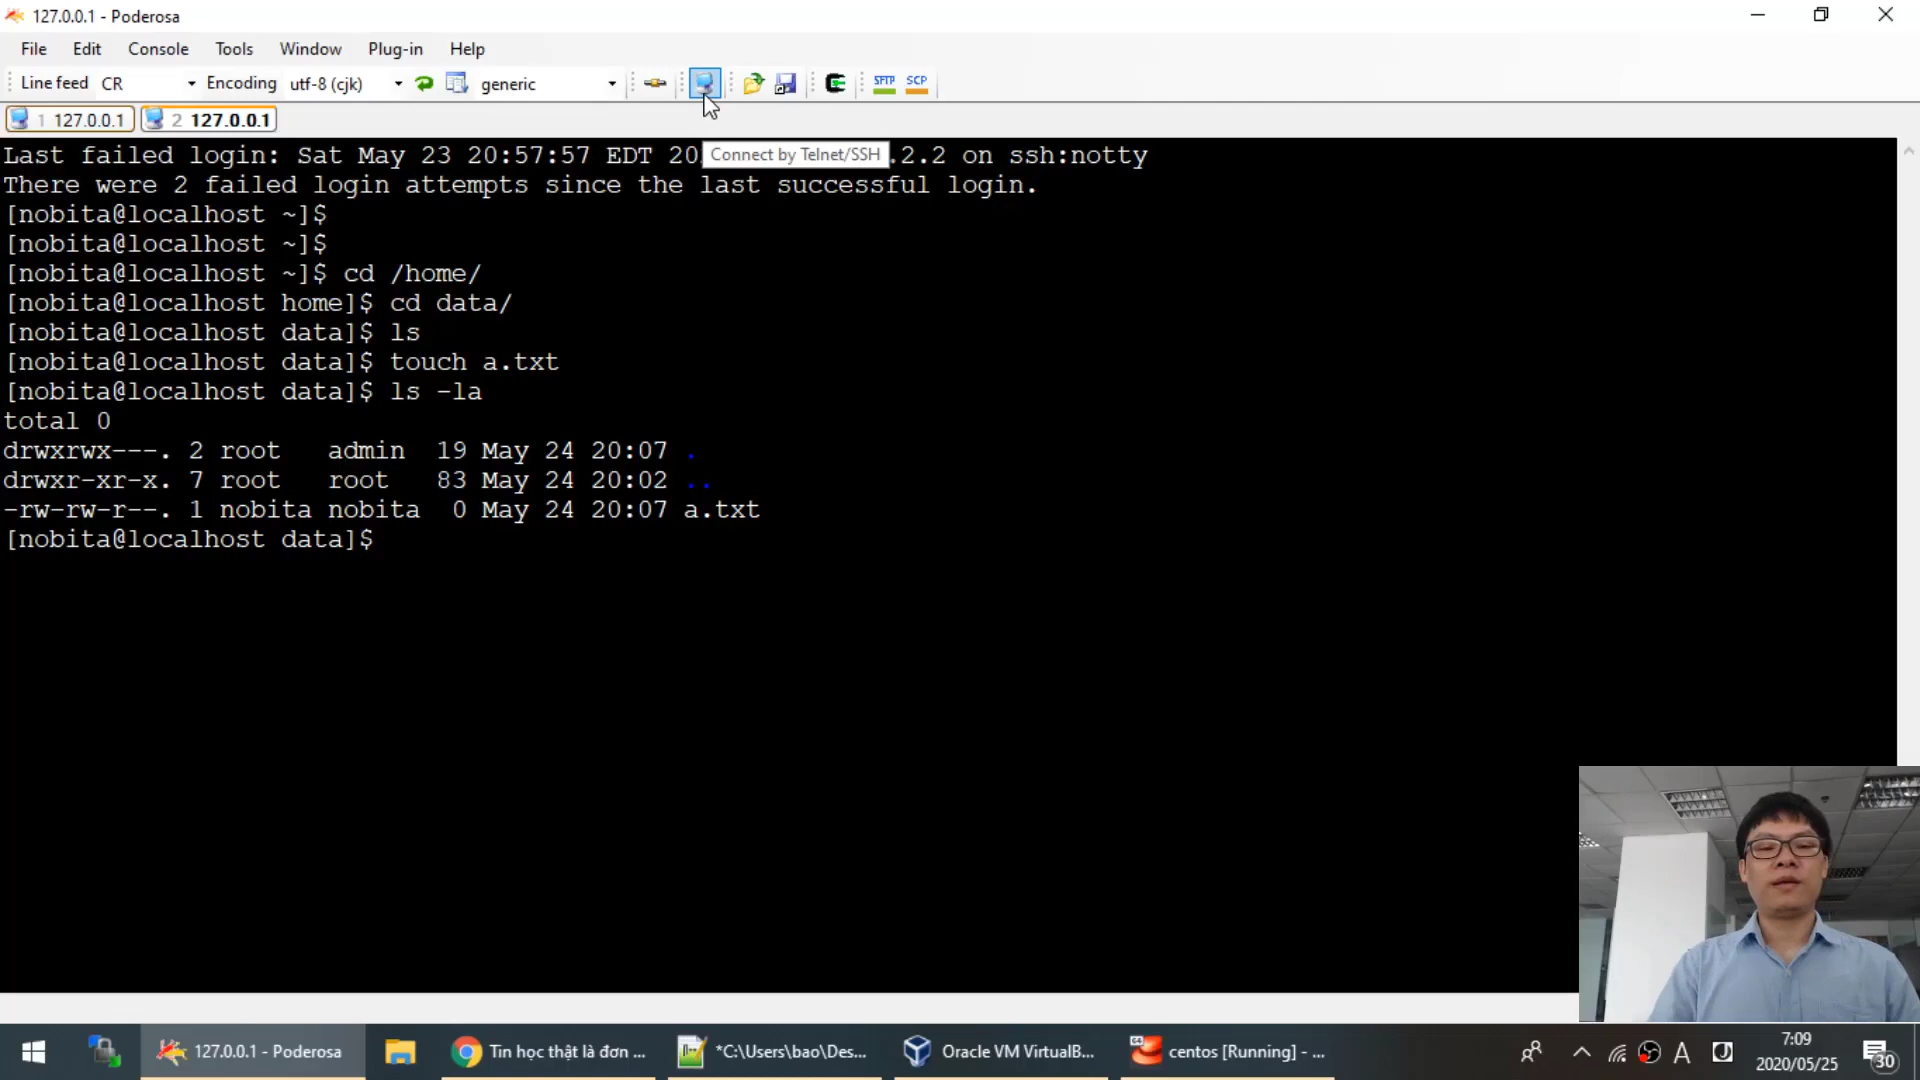 127.0.0.1 - Poderosa
File Edit Console Tools Window Plug-in Help
Line feed CR Encoding utf-8 (cjk) generic SFTP SCP
1 127.0.0.1 2 127.0.0.1
Last failed login: Sat May 23 20:57:57 EDT 20 .2.2 on ssh:notty
Connect by Telnet/SSH
There were 2 failed login attempts since the last successful login.
[nobita@localhost ~]$
[nobita@localhost ~]$
[nobita@localhost ~]$ cd /home/
[nobita@localhost home]$ cd data/
[nobita@localhost data]$ ls
[nobita@localhost data]$ touch a.txt
[nobita@localhost data]$ ls -la
total 0
drwxrwx---. 2 root   admin  19 May 24 20:07 .
drwxr-xr-x. 7 root   root   83 May 24 20:02 ..
-rw-rw-r--. 1 nobita nobita  0 May 24 20:07 a.txt
[nobita@localhost data]$
127.0.0.1 - Poderosa Tin học thật là đơn ... *C:\Users\bao\Des... Oracle VM VirtualB... centos [Running] - ... A J 7:09 30
2020/05/25